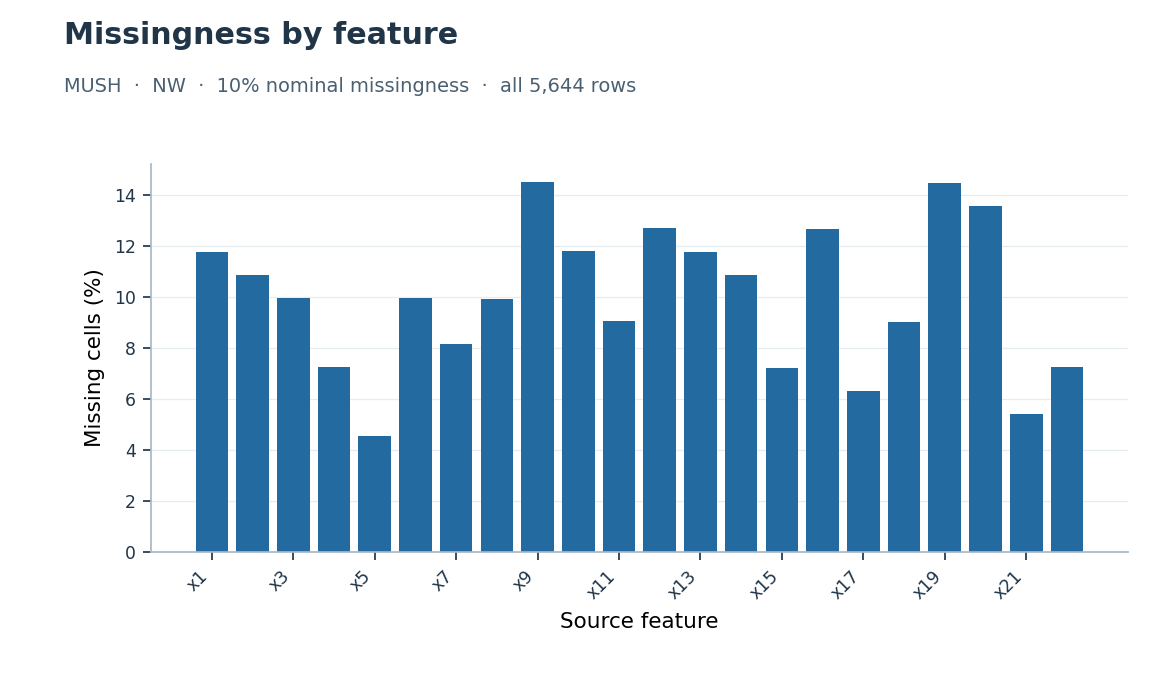 Missingness by feature
MUSH · NW · 10% nominal missingness · all 5,644 rows
14
12
10
8
6
4
2
0
Missing cells (%)
x1
x3
x5
x7
x9
x11
x13
x15
x17
x19
x21
Source feature